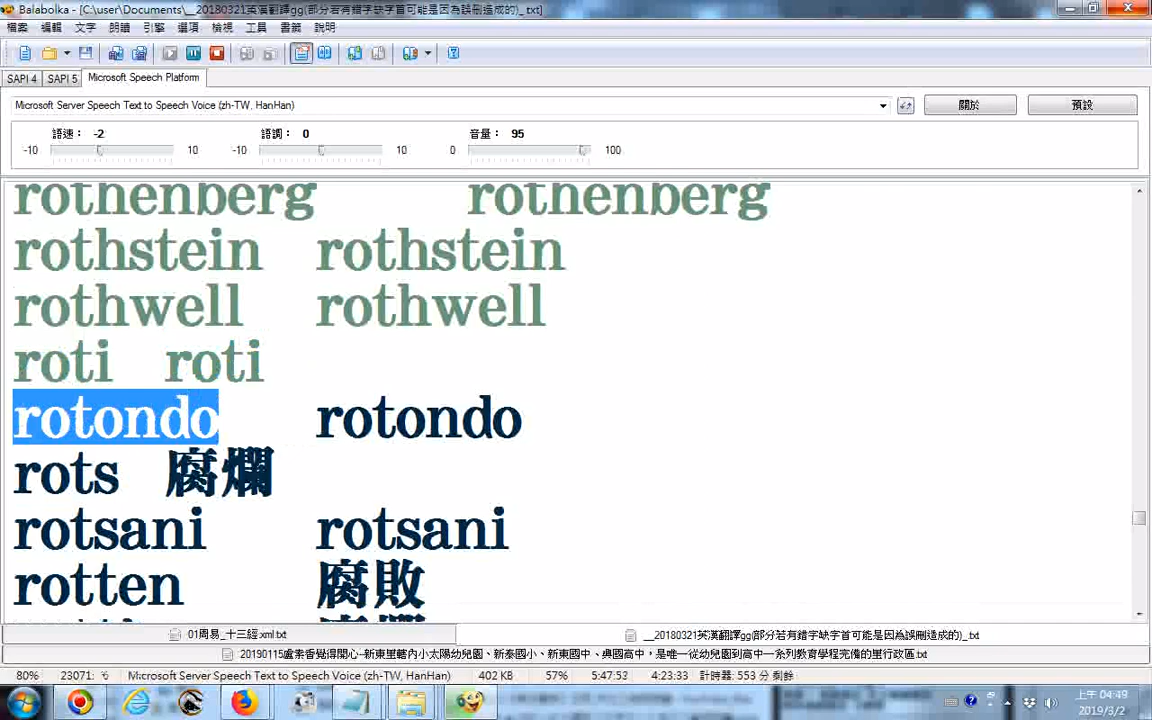 Balabolka - [C:\user\Documents\__20180321英漢翻譯gg(部分若有錯字缺字首可能是因為誤刪造成的)_.txt]
檔案 編輯 文字 朗讀 引擎 選項 檢視 工具 書籤 說明
SAPI 4 SAPI 5 Microsoft Speech Platform
Microsoft Server Speech Text to Speech Voice (zh-TW, HanHan) 關於 預設
語速： -2 語調： 0 音量： 95
-10 10 -10 10 0 100
rothenberg rothenberg
rothstein rothstein
rothwell rothwell
roti roti
rotondo rotondo
rots 腐爛
rotsani rotsani
rotten 腐敗
01周易_十三經.xml.txt __20180321英漢翻譯gg(部分若有錯字缺字首可能是因為誤刪造成的)_.txt
20190115盧素香覺得開心-新東里轄內小太陽幼兒園、新泰國小、新東國中、典國高中，是唯一從幼兒園到高中一系列教育學程完備的里行政區.txt
80% 23071: Microsoft Server Speech Text to Speech Voice 402 KB 57% 5:47:53 4:23:33 計時器: 553 分 剩餘
上午 04:49
2019/3/2